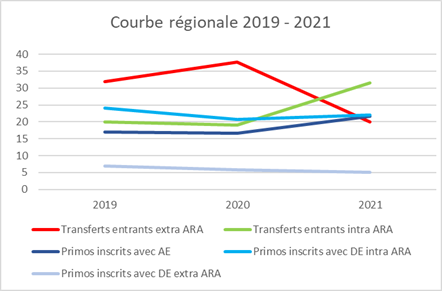 Courbe régionale 2019 - 2021
40
35
30
25
20
15
10
5
0
2019 2020 2021
Transferts entrants extra ARA Transferts entrants intra ARA
Primos inscrits avec AE Primos inscrits avec DE intra ARA
Primos inscrits avec DE extra ARA